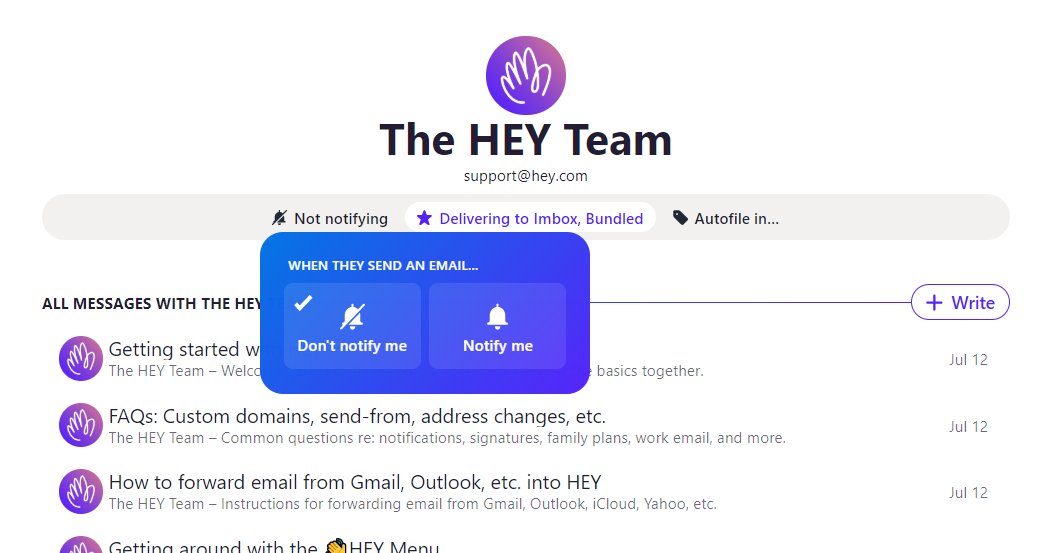 The HEY Team
support@hey.com
Not notifying Delivering to Imbox, Bundled Autofile in...
WHEN THEY SEND AN EMAIL...
Don't notify me Notify me
ALL MESSAGES WITH THE HEY
Write
Getting started w
Jul 12
The HEY Team – Welco basics together.
FAQs: Custom domains, send-from, address changes, etc.
Jul 12
The HEY Team – Common questions re: notifications, signatures, family plans, work email, and more.
How to forward email from Gmail, Outlook, etc. into HEY
Jul 12
The HEY Team – Instructions for forwarding email from Gmail, Outlook, iCloud, Yahoo, etc.
Getting around with the 👋HEY Menu